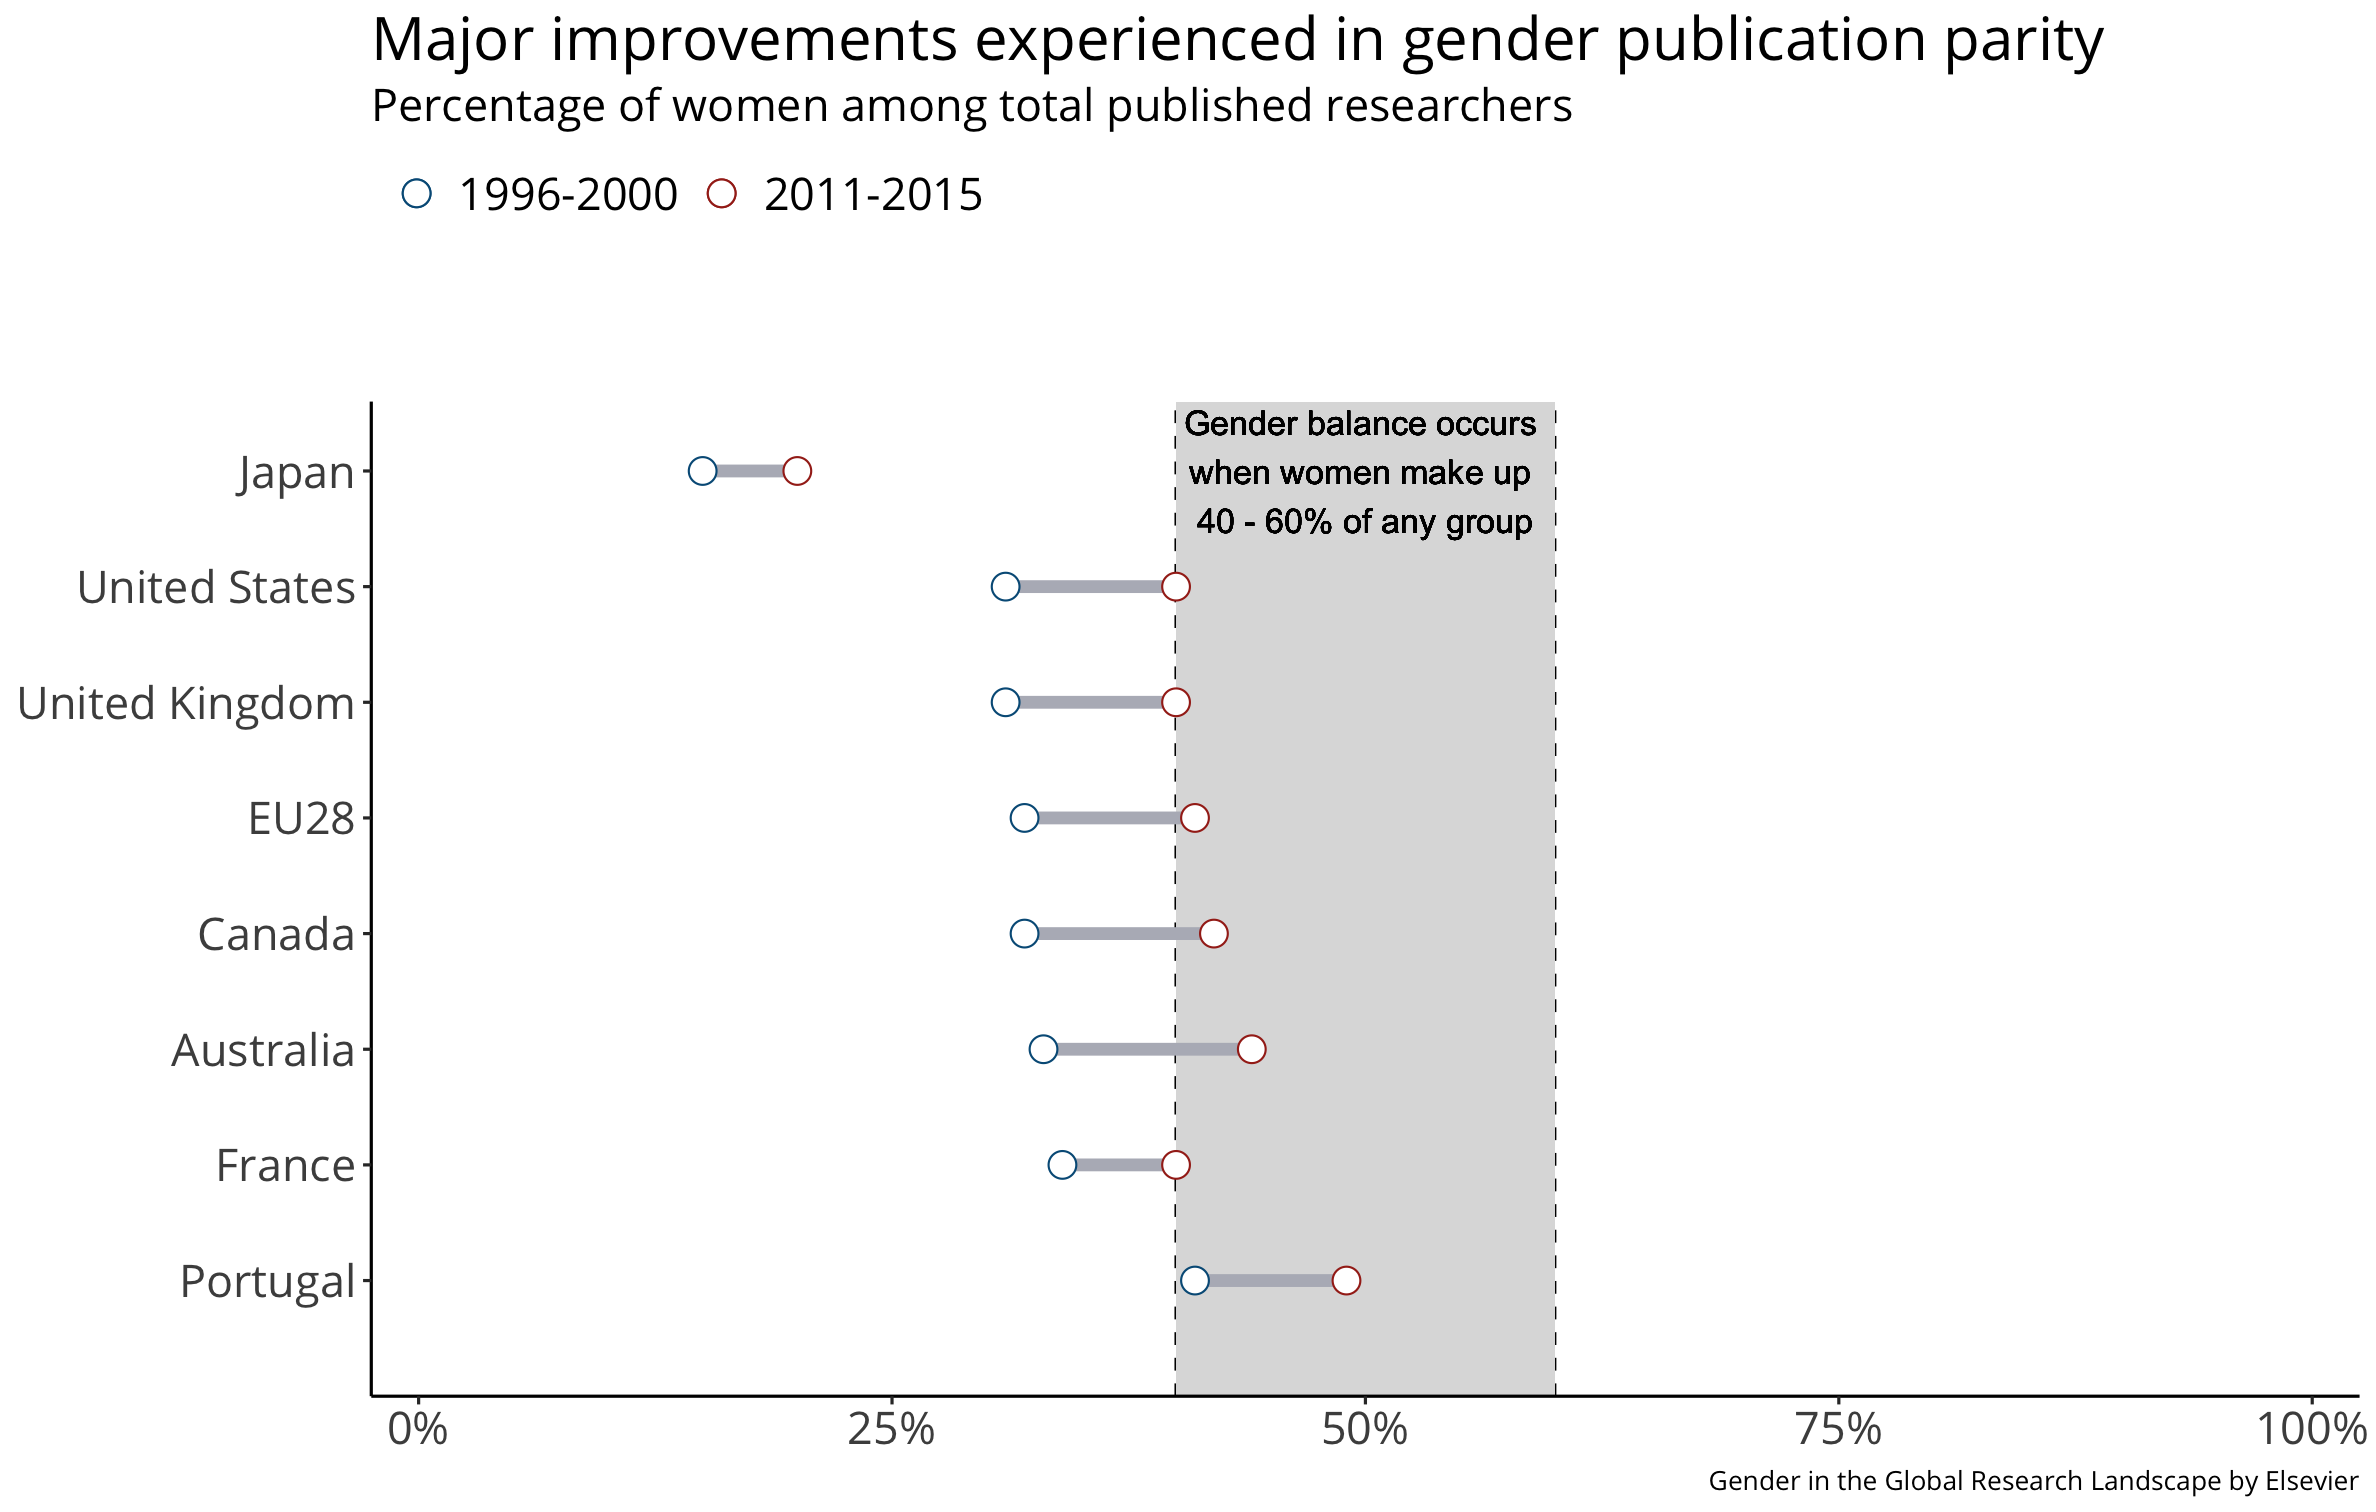 Major improvements experienced in gender publication parity
Percentage of women among total published researchers
1996-2000 2011-2015
Gender balance occurs
when women make up
40 - 60% of any group
Japan
United States
United Kingdom
EU28
Canada
Australia
France
Portugal
0% 25% 50% 75% 100%
Gender in the Global Research Landscape by Elsevier